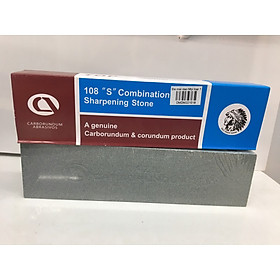 108 "S" Combination
Sharpening Stone
A genuine
Carborundum & corundum product
CARBORUNDUM
ABRASIVES